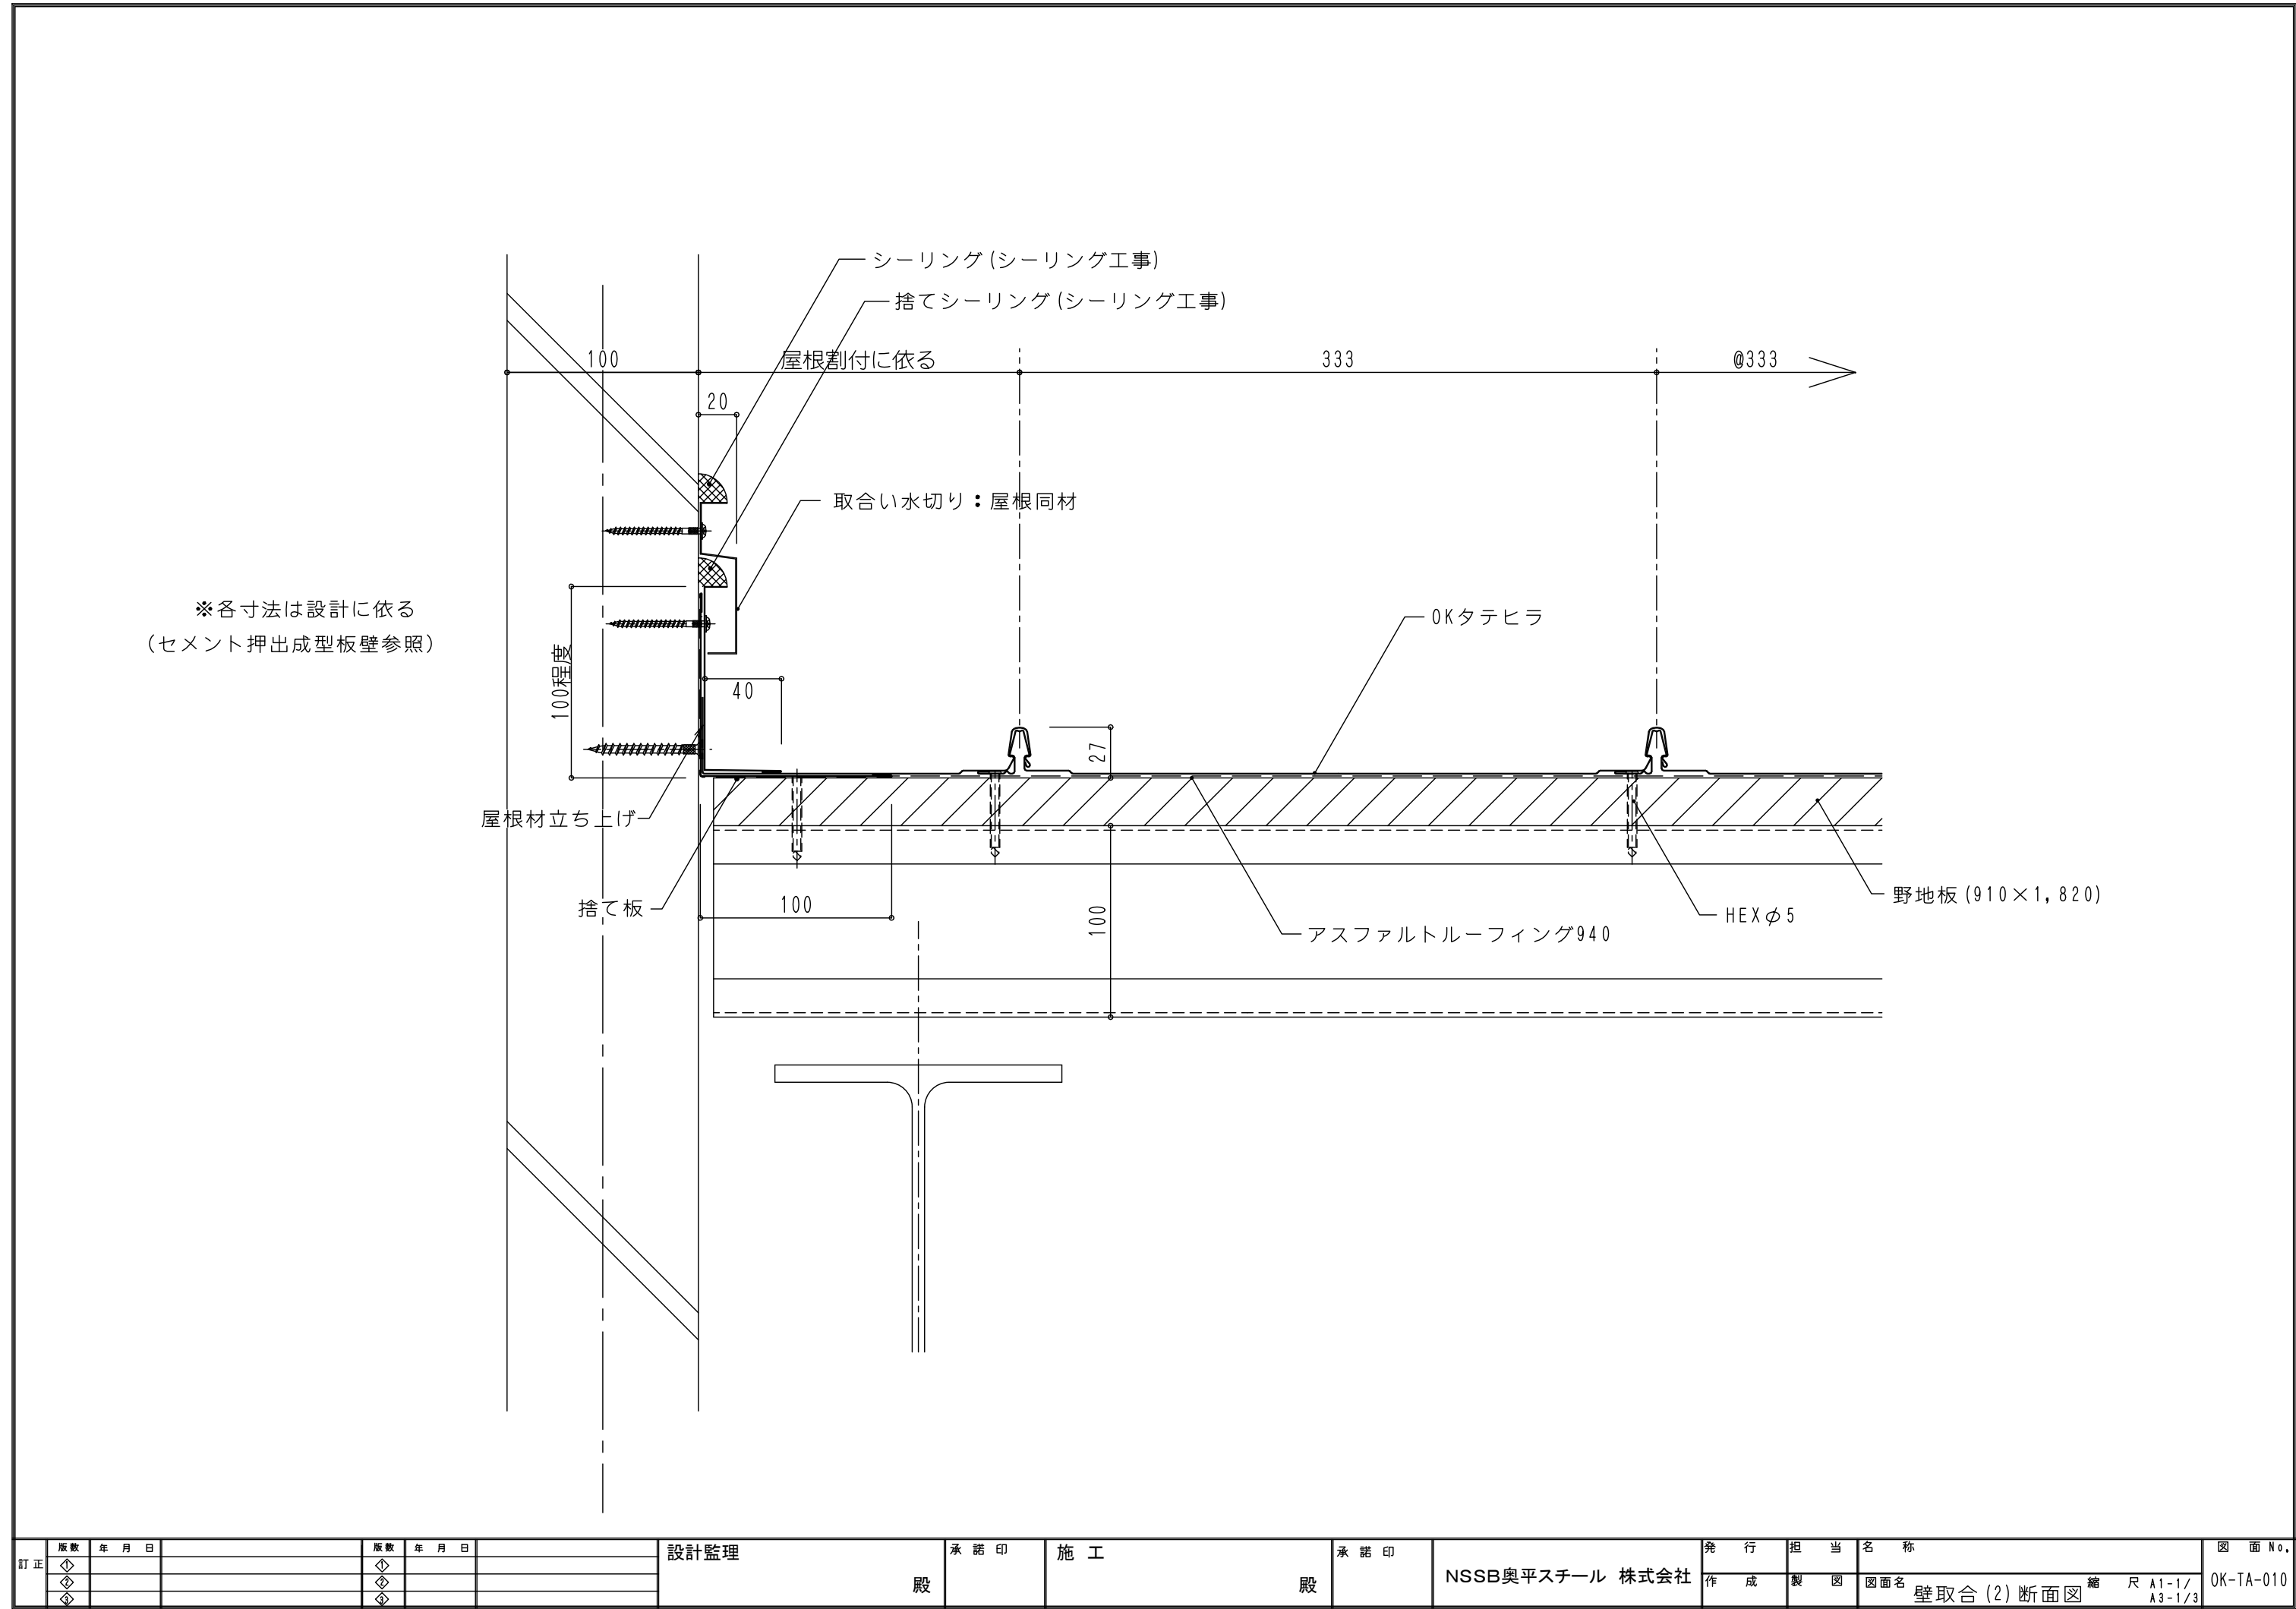 シーリング(シーリング工事)
捨てシーリング(シーリング工事)
100
屋根割付に依る
333
@333
20
取合い水切り：屋根同材
※各寸法は設計に依る
(セメント押出成型板壁参照)
OKタテヒラ
100程度
40
27
屋根材立ち上げ
捨て板
100
100
野地板(910×1,820)
HEXφ5
アスファルトルーフィング940
訂正
版数
年 月 日
①
②
③
版数
年 月 日
①
②
③
設計監理
殿
承諾印
施工
殿
承諾印
NSSB奥平スチール 株式会社
発行
担当
名称
作成
製図
図面名
壁取合(2)断面図
縮尺
A1-1/
A3-1/3
図面No.
OK-TA-010